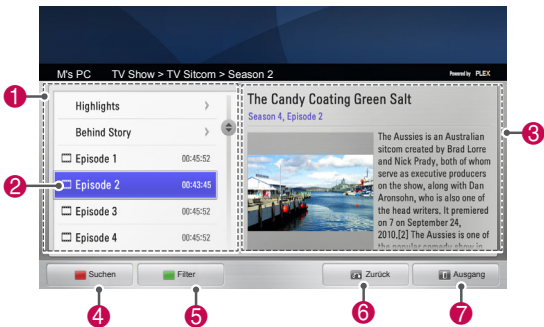 M's PC TV Show > TV Sitcom > Season 2
Powered by PLEX
1
Highlights
Behind Story
Episode 1 00:45:52
2
Episode 2 00:43:45
Episode 3 00:45:52
Episode 4 00:45:52
The Candy Coating Green Salt
Season 4, Episode 2
3
The Aussies is an Australian
sitcom created by Brad Lorre
and Nick Prady, both of whom
serve as executive producers
on the show, along with Dan
Aronsohn, who is also one of
the head writers. It premiered
on 7 on September 24,
2010.[2] The Aussies is one of
the popular comedy show in
Suchen
Filter
Zurück
Ausgang
4
5
6
7